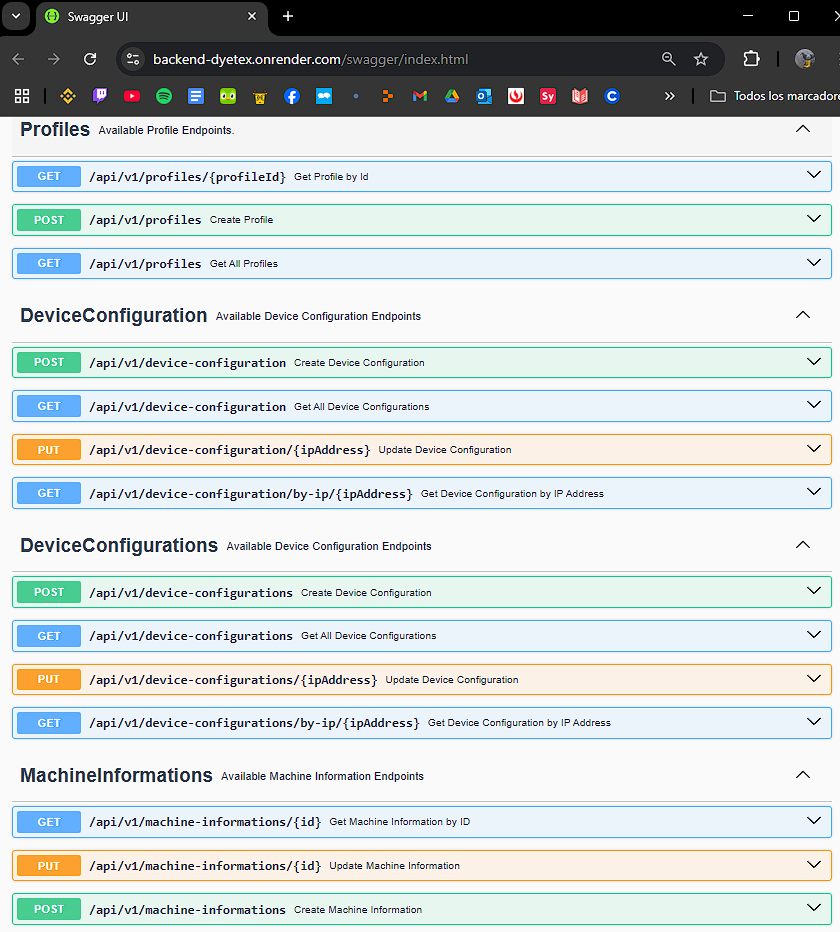 Swagger UI
backend-dyetex.onrender.com/swagger/index.html
Sy
Todos los marcadore
Profiles Available Profile Endpoints.
GET /api/v1/profiles/{profileId} Get Profile by Id
POST /api/v1/profiles Create Profile
GET /api/v1/profiles Get All Profiles
DeviceConfiguration Available Device Configuration Endpoints
POST /api/v1/device-configuration Create Device Configuration
GET /api/v1/device-configuration Get All Device Configurations
PUT /api/v1/device-configuration/{ipAddress} Update Device Configuration
GET /api/v1/device-configuration/by-ip/{ipAddress} Get Device Configuration by IP Address
DeviceConfigurations Available Device Configuration Endpoints
POST /api/v1/device-configurations Create Device Configuration
GET /api/v1/device-configurations Get All Device Configurations
PUT /api/v1/device-configurations/{ipAddress} Update Device Configuration
GET /api/v1/device-configurations/by-ip/{ipAddress} Get Device Configuration by IP Address
MachineInformations Available Machine Information Endpoints
GET /api/v1/machine-informations/{id} Get Machine Information by ID
PUT /api/v1/machine-informations/{id} Update Machine Information
POST /api/v1/machine-informations Create Machine Information